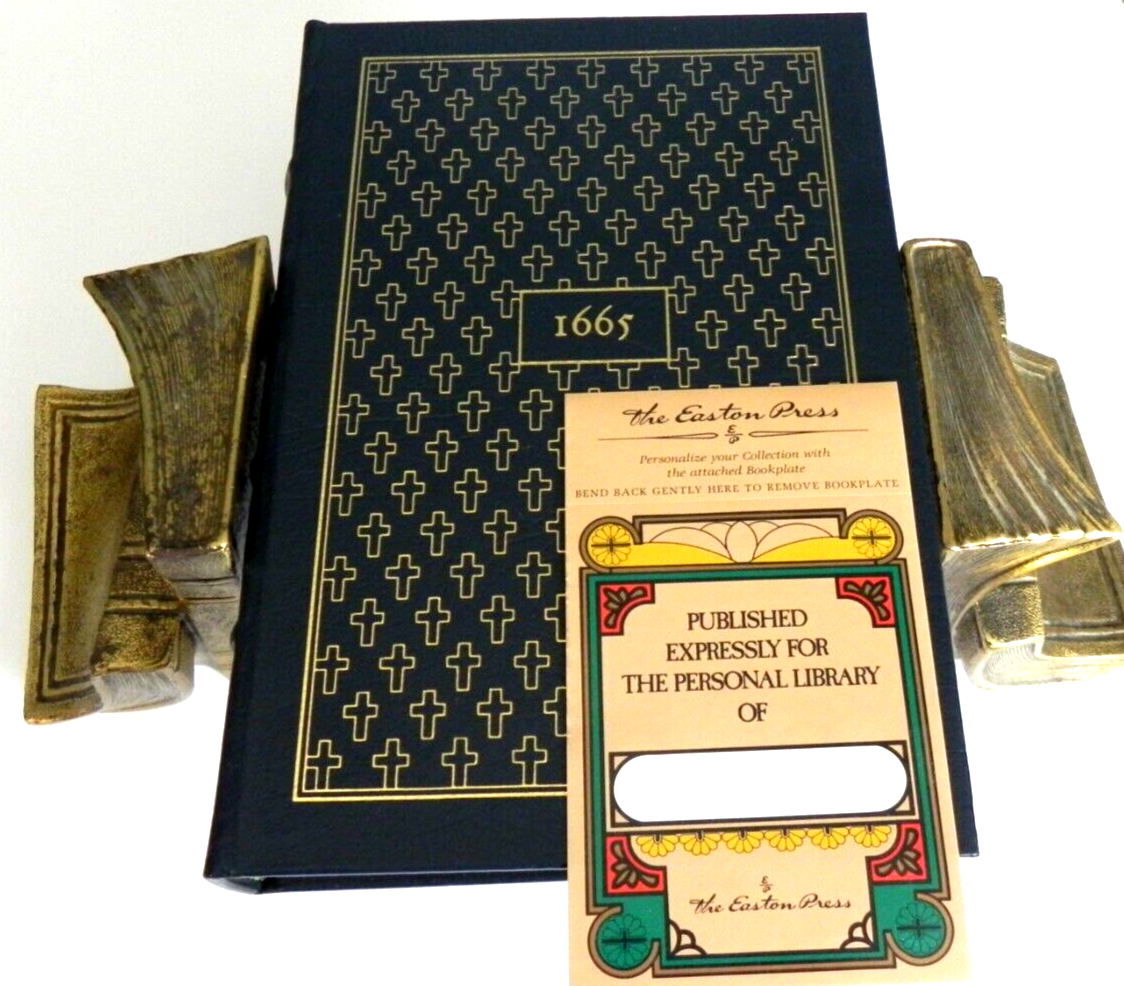 1665
The Easton Press
Personalize your Collection with
the attached Bookplate
BEND BACK GENTLY HERE TO REMOVE BOOKPLATE
PUBLISHED
EXPRESSLY FOR
THE PERSONAL LIBRARY
OF
The Easton Press